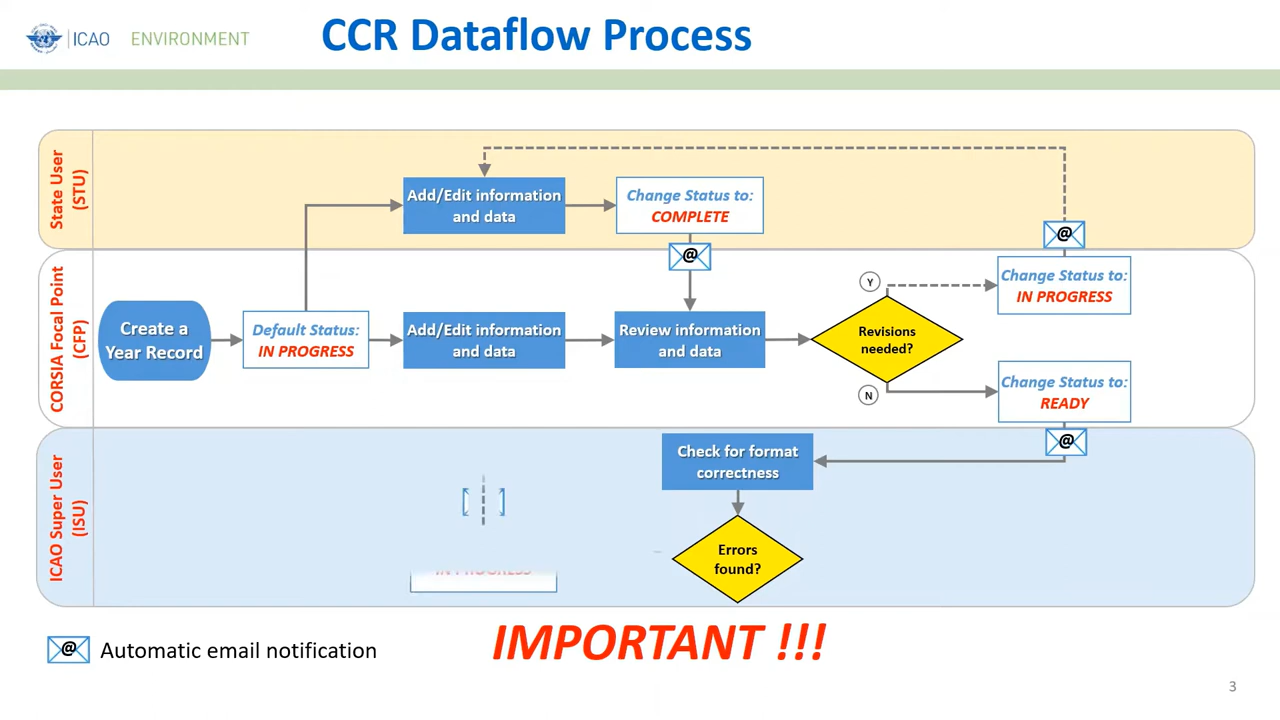 ICAO ENVIRONMENT
CCR Dataflow Process
State User
(STU)
Add/Edit information
and data
Change Status to:
COMPLETE
@
@
CORSIA Focal Point
(CFP)
Create a
Year Record
Default Status:
IN PROGRESS
Add/Edit information
and data
Review information
and data
Revisions
needed?
Y
N
Change Status to:
IN PROGRESS
Change Status to:
READY
@
ICAO Super User
(ISU)
Check for format
correctness
Errors
found?
IN PROGRESS
@ Automatic email notification
IMPORTANT !!!
3